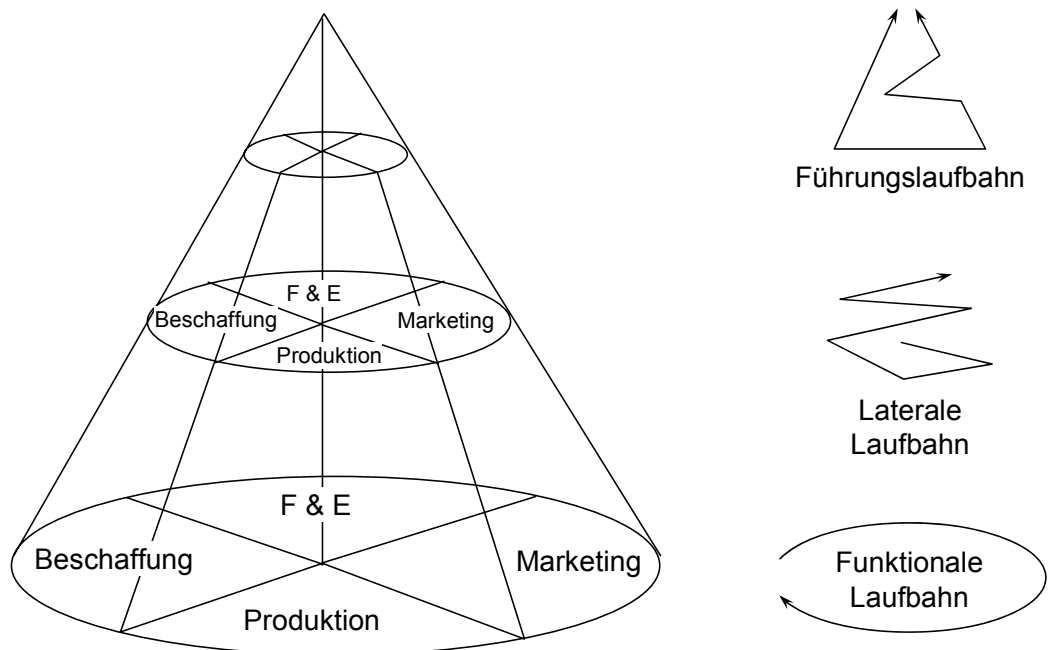 F & E
Beschaffung
Marketing
Produktion
F & E
Beschaffung
Marketing
Produktion
Führungslaufbahn
Laterale
Laufbahn
Funktionale
Laufbahn